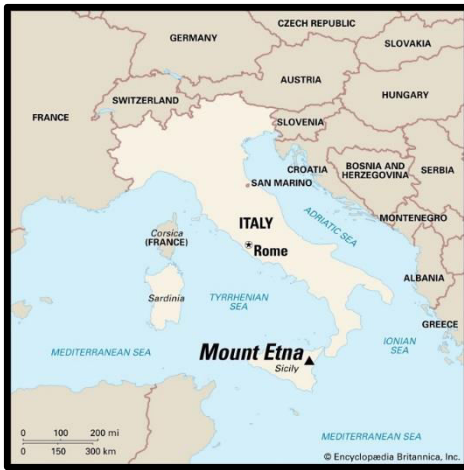 CZECH REPUBLIC
GERMANY
SLOVAKIA
AUSTRIA
SWITZERLAND
HUNGARY
FRANCE
SLOVENIA
CROATIA
BOSNIA AND
HERZEGOVINA
SERBIA
SAN MARINO
ITALY
ADRIATIC SEA
MONTENEGRO
Corsica
(FRANCE)
Rome
ALBANIA
Sardinia
TYRRHENIAN
SEA
GREECE
IONIAN
SEA
MEDITERRANEAN SEA
Mount Etna
Sicily
0 100 200 mi
0 150 300 km
MEDITERRANEAN SEA
© Encyclopædia Britannica, Inc.